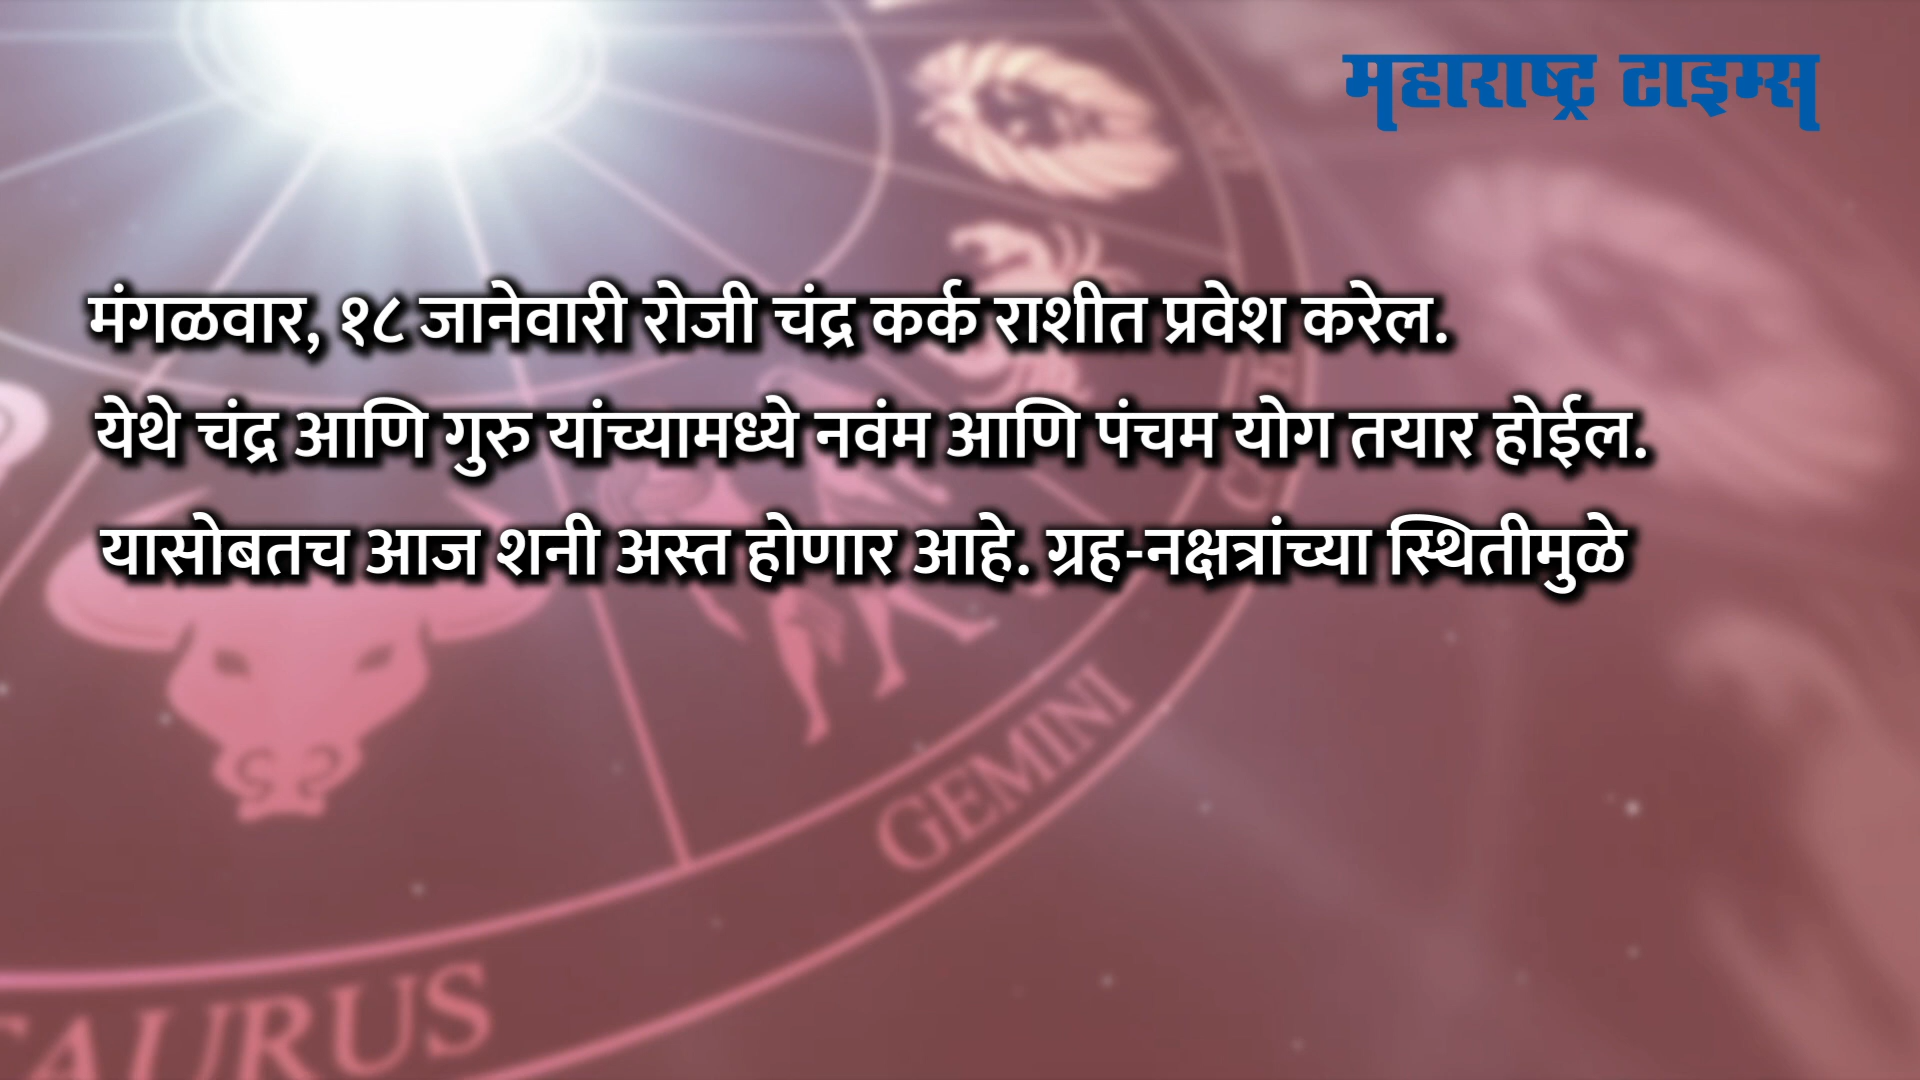 महाराष्ट्र टाइम्स
मंगळवार, १८ जानेवारी रोजी चंद्र कर्क राशीत प्रवेश करेल.
येथे चंद्र आणि गुरु यांच्यामध्ये नवंम आणि पंचम योग तयार होईल.
यासोबतच आज शनी अस्त होणार आहे. ग्रह-नक्षत्रांच्या स्थितीमुळे
GEMINI
TAURUS